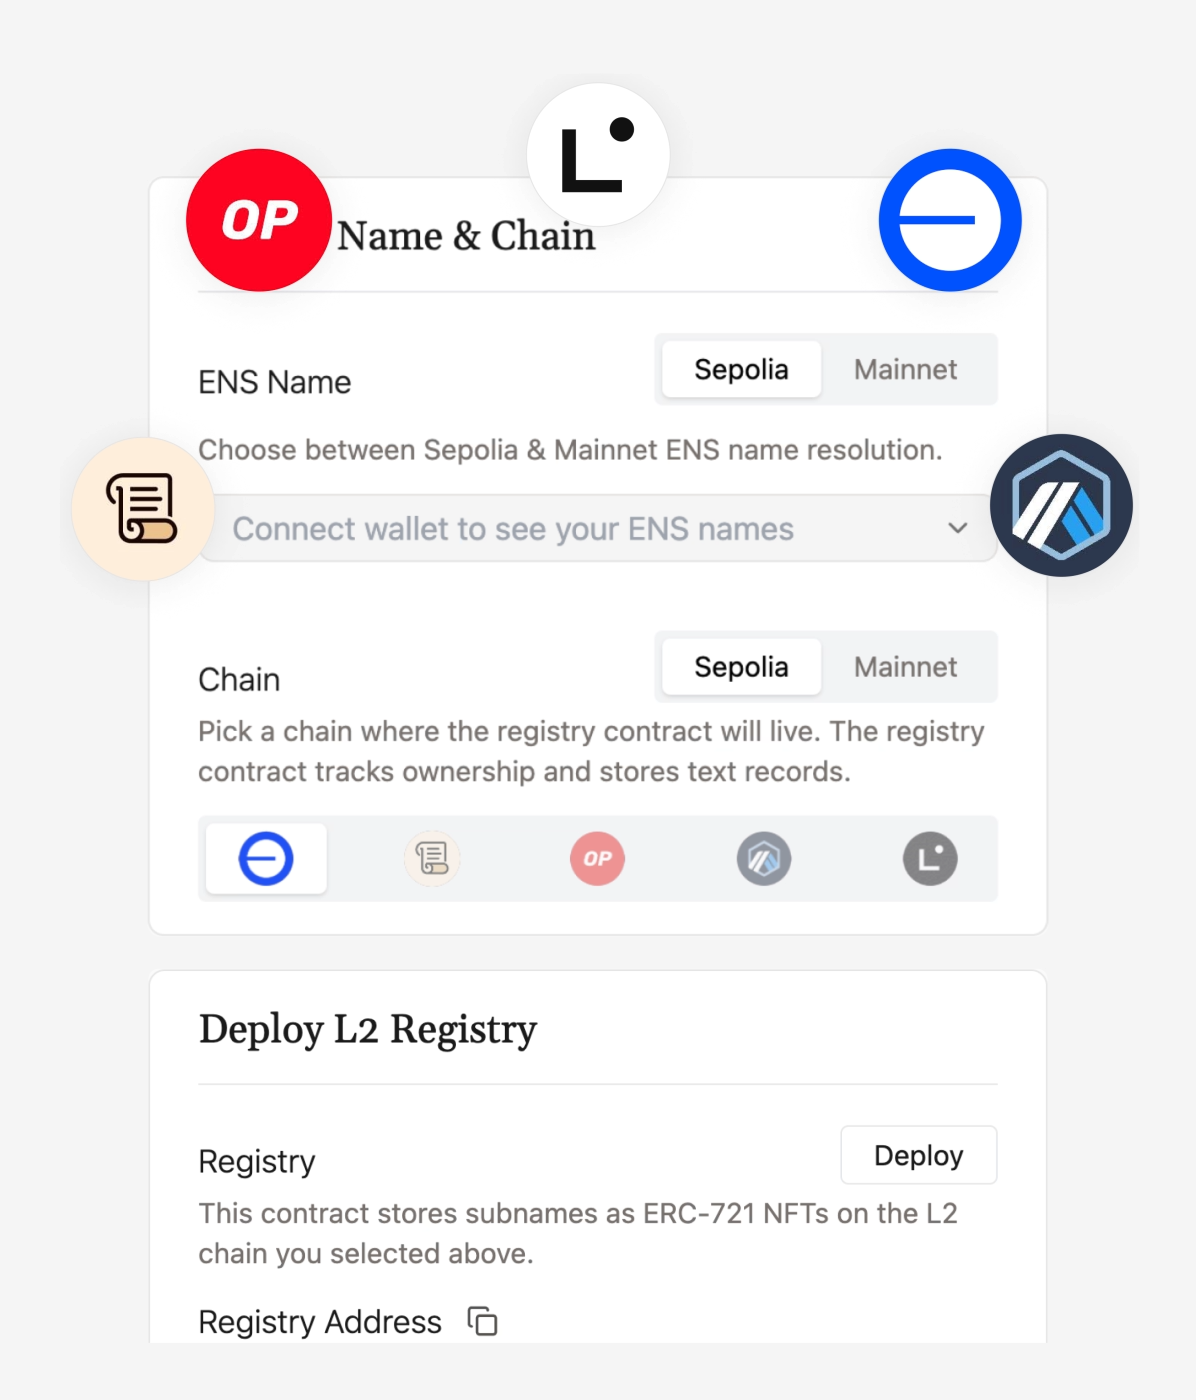 L
OP
Name & Chain
ENS Name
Sepolia
Mainnet
Choose between Sepolia & Mainnet ENS name resolution.
Connect wallet to see your ENS names
Chain
Sepolia
Mainnet
Pick a chain where the registry contract will live. The registry
contract tracks ownership and stores text records.
OP
L
Deploy L2 Registry
Registry
Deploy
This contract stores subnames as ERC-721 NFTs on the L2
chain you selected above.
Registry Address